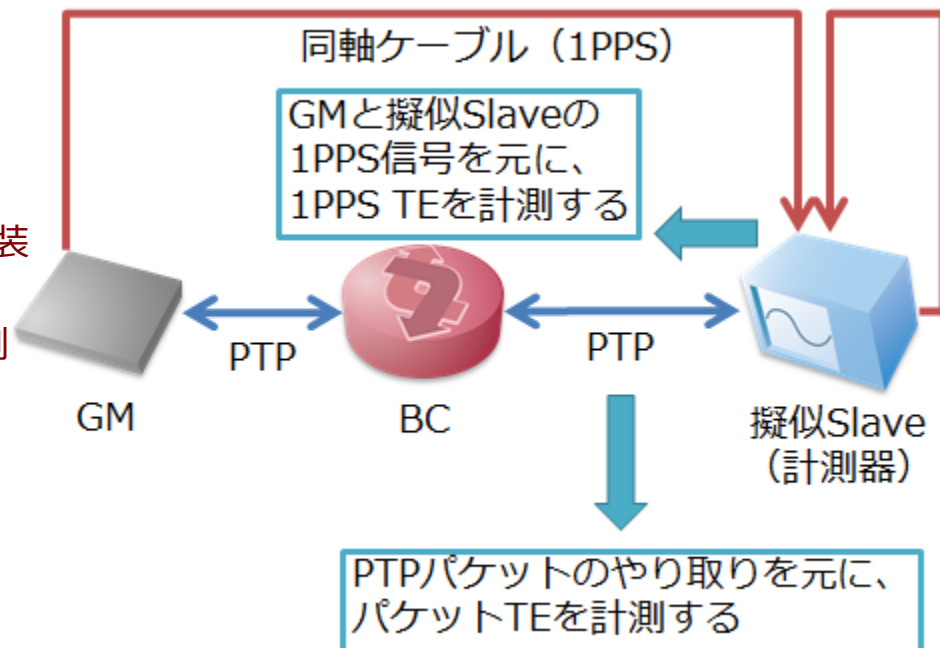 同軸ケーブル（1PPS）
GMと擬似Slaveの
1PPS信号を元に、
1PPS TEを計測する
装
PTP
PTP
GM
BC
擬似Slave
（計測器）
PTPパケットのやり取りを元に、
パケットTEを計測する